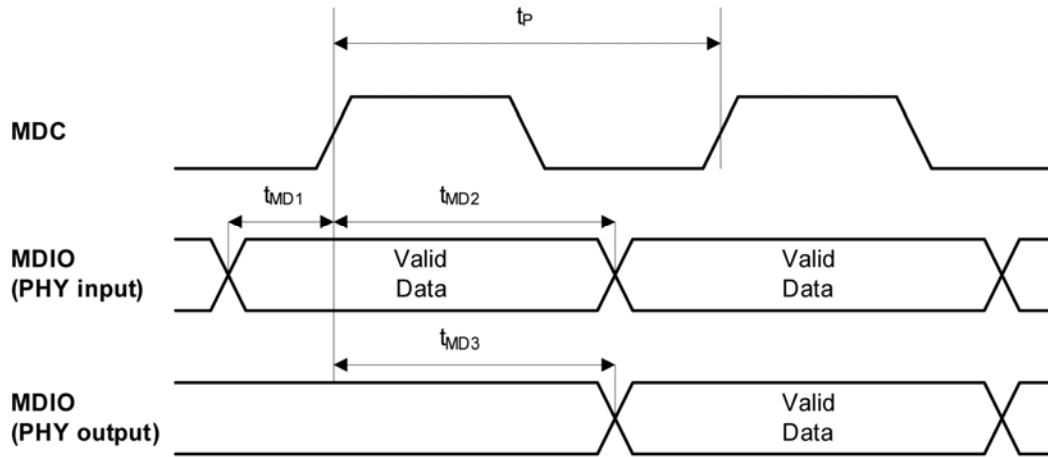 tP
MDC
tMD1
tMD2
MDIO
(PHY input)
Valid
Data
Valid
Data
tMD3
MDIO
(PHY output)
Valid
Data